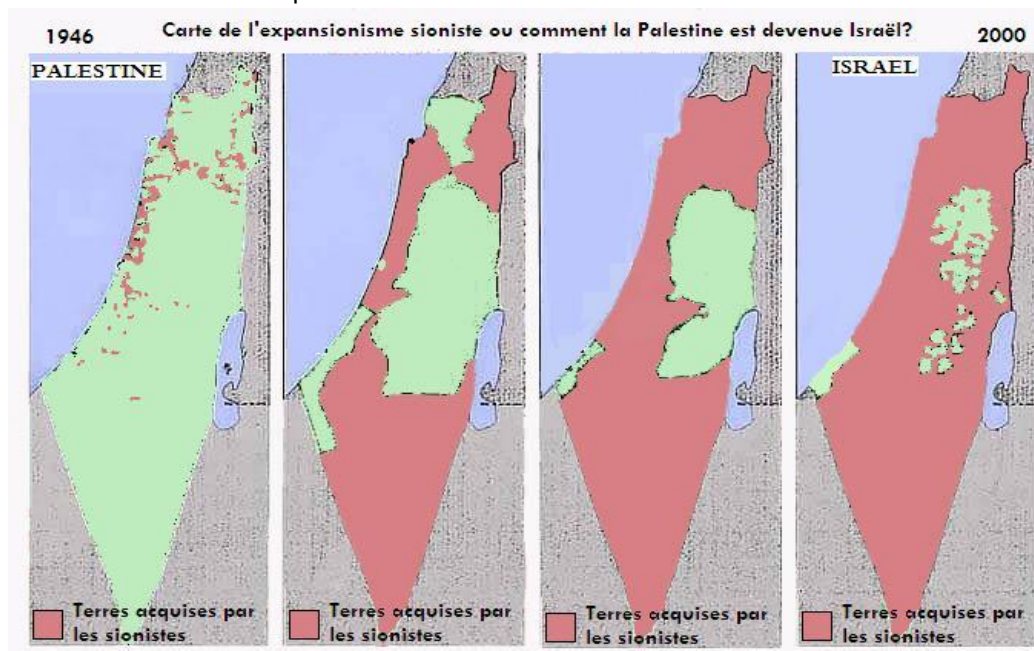 1946
Carte de l'expansionisme sioniste ou comment la Palestine est devenue Israël?
2000
PALESTINE
ISRAEL
Terres acquises par
les sionistes
Terres acquises par
les sionistes
Terres acquises par
les sionistes
Terres acquises par
les sionistes